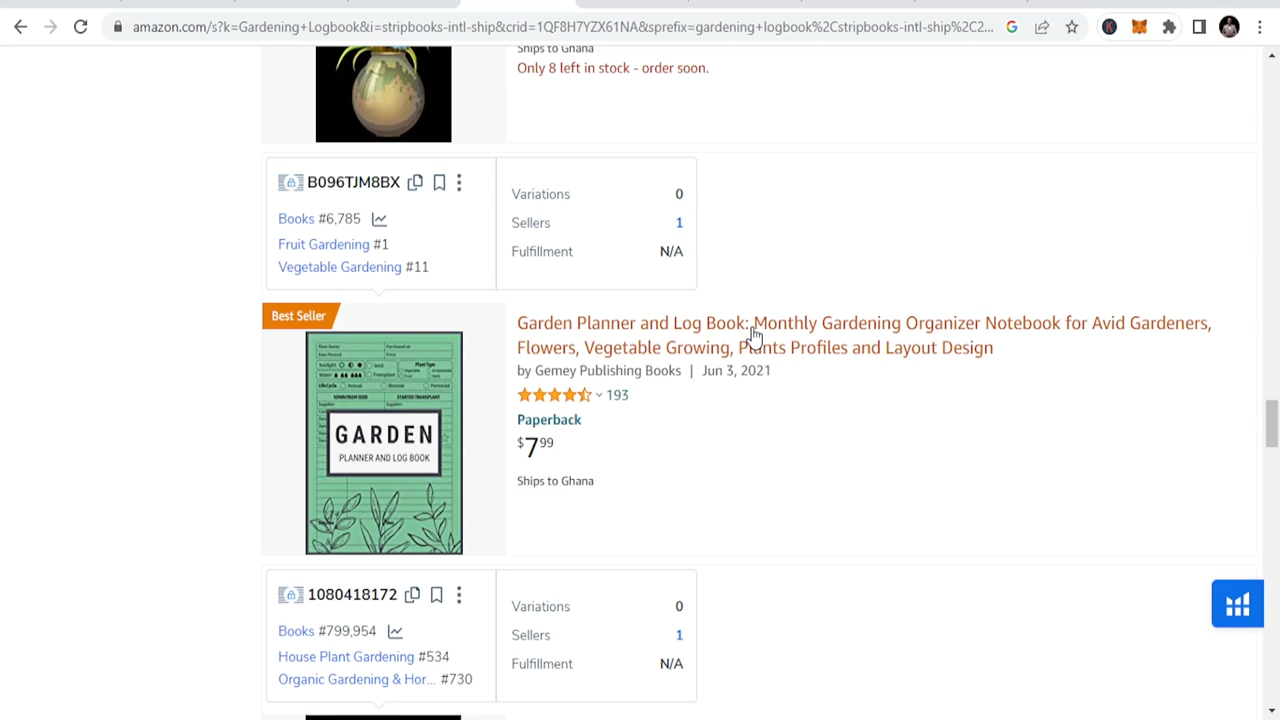 amazon.com/s?k=Gardening+Logbook&i=stripbooks-intl-ship&crid=1QF8H7YZX61NA&sprefix=gardening+logbook%2Cstripbooks-intl-ship%2C2...
Ships to Ghana
Only 8 left in stock - order soon.
B096TJM8BX
Books #6,785
Fruit Gardening #1
Vegetable Gardening #11
Variations 0
Sellers 1
Fulfillment N/A
Best Seller
GARDEN
PLANNER AND LOG BOOK
Garden Planner and Log Book: Monthly Gardening Organizer Notebook for Avid Gardeners,
Flowers, Vegetable Growing, Plants Profiles and Layout Design
by Gemey Publishing Books | Jun 3, 2021
193
Paperback
$7.99
Ships to Ghana
1080418172
Books #799,954
House Plant Gardening #534
Organic Gardening & Hor... #730
Variations 0
Sellers 1
Fulfillment N/A